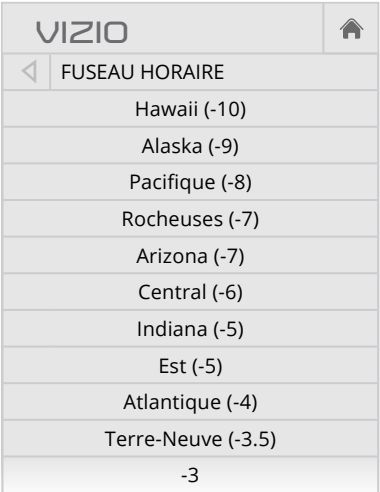 VIZIO
FUSEAU HORAIRE
Hawaii (-10)
Alaska (-9)
Pacifique (-8)
Rocheuses (-7)
Arizona (-7)
Central (-6)
Indiana (-5)
Est (-5)
Atlantique (-4)
Terre-Neuve (-3.5)
-3